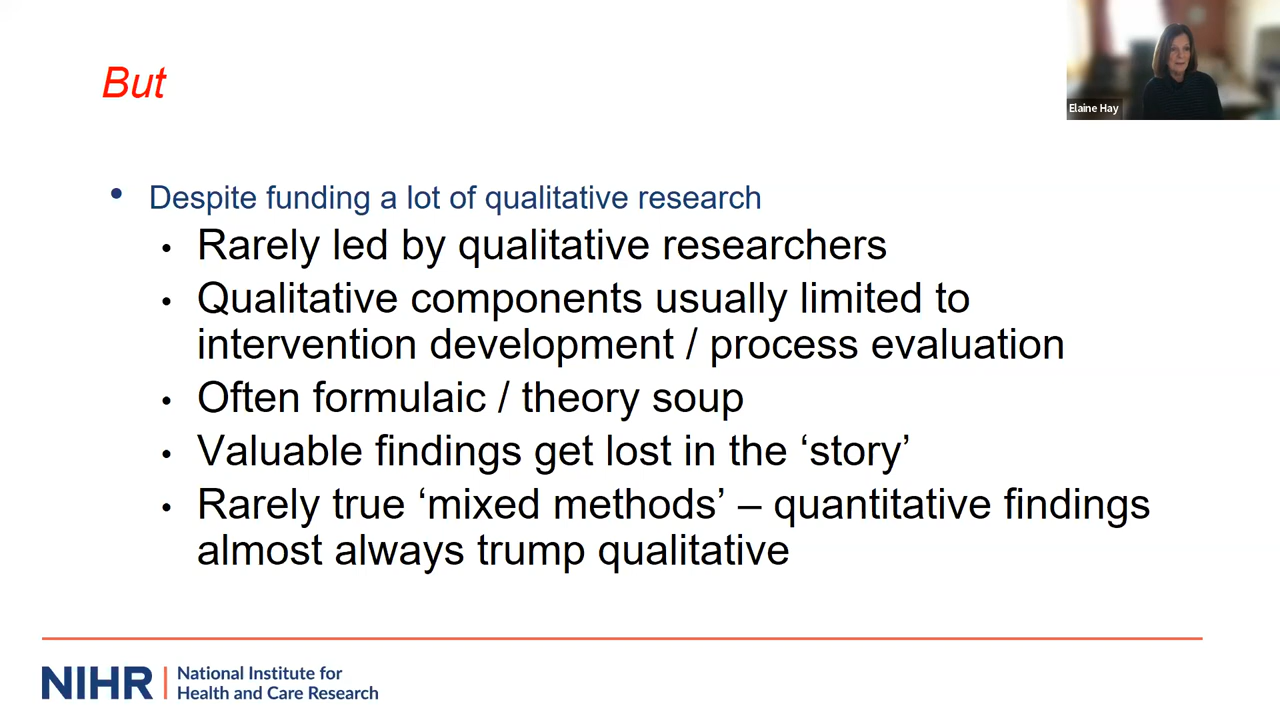 But
Elaine Hay
• Despite funding a lot of qualitative research
• Rarely led by qualitative researchers
• Qualitative components usually limited to
intervention development / process evaluation
• Often formulaic / theory soup
• Valuable findings get lost in the ‘story’
• Rarely true ‘mixed methods’ – quantitative findings
almost always trump qualitative
NIHR | National Institute for
Health and Care Research